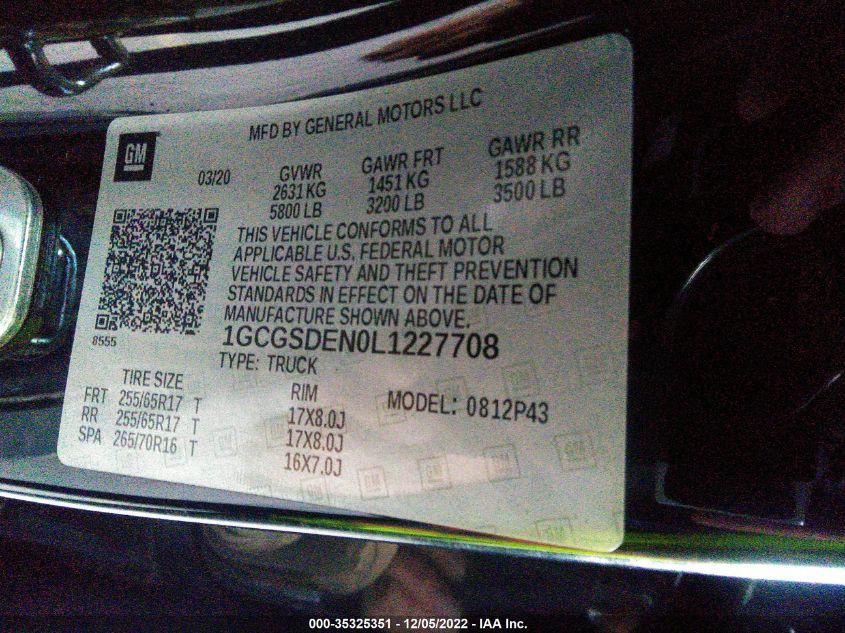 MFD BY GENERAL MOTORS LLC
GM
03/20 GVWR GAWR FRT GAWR RR
2631 KG 1451 KG 1588 KG
5800 LB 3200 LB 3500 LB
THIS VEHICLE CONFORMS TO ALL
APPLICABLE U.S. FEDERAL MOTOR
VEHICLE SAFETY AND THEFT PREVENTION
STANDARDS IN EFFECT ON THE DATE OF
MANUFACTURE SHOWN ABOVE.
8555
1GCGSDEN0L1227708
TYPE: TRUCK
TIRE SIZE RIM MODEL: 0812P43
FRT 255/65R17 T 17X8.0J
RR 255/65R17 T 17X8.0J
SPA 265/70R16 T 16X7.0J
000-35325351 - 12/05/2022 - IAA Inc.